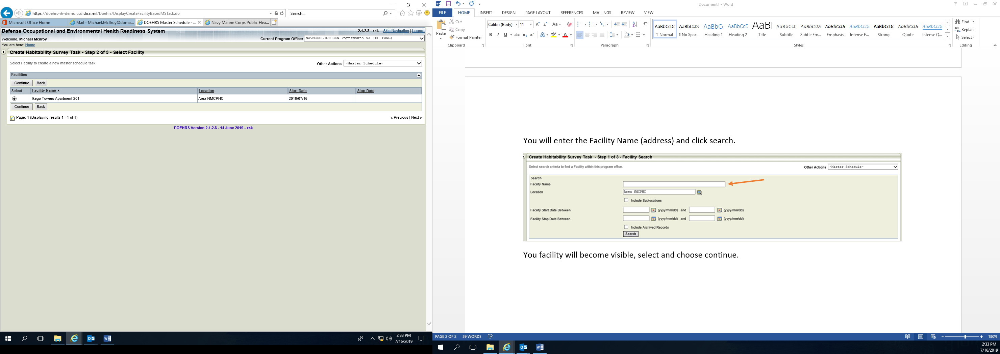 https://doehrs-ih-demo.csd.disa.mil/Doehrs/DisplayCreateFacilityBasedMSTask.do
Search...
Microsoft Office Home
Mail - Michael.McIlroy@doma...
DOEHRS Master Schedule - ...
Navy Marine Corps Public Hea...
Defense Occupational and Environmental Health Readiness System
2.1.2.8 - x4k Skip Navigation | Logout
Welcome, Michael Mcilroy
Current Program Office: NAVMCPUBHLTHCEN Portsmouth VA (EH TRNG)
You are here: Home
Create Habitability Survey Task - Step 2 of 3 - Select Facility
Select Facility to create a new master schedule task.
Other Actions -Master Schedule-
Facilities
Continue Back
Select Facility Name Location Start Date Stop Date
Ikego Towers Apartment 201 Area NMCPHC 2019/07/16
Continue Back
Page: 1 (Displaying results 1 - 1 of 1)
« Previous | Next »
DOEHRS Version 2.1.2.8 - 14 June 2019 - x4k
2:33 PM
7/16/2019
Document1 - Word
FILE HOME INSERT DESIGN PAGE LAYOUT REFERENCES MAILINGS REVIEW VIEW
Paste
Cut
Copy
Format Painter
Clipboard
Calibri (Body) 11
B I U abc x₂ x²
Font
Paragraph
AaBbCcDc AaBbCcDc AaBbC( AaBbCcE AaBI AaBbCcD AaBbCcDc AaBbCcDc AaBbCcDc AaBbCcDc AaBbCcDc AaBbCcDc
¶ Normal ¶ No Spac... Heading 1 Heading 2 Title Subtitle Subtle Em... Emphasis Intense E... Strong Quote Intense Q...
Styles
Find
Replace
Select
Editing
You will enter the Facility Name (address) and click search.
Create Habitability Survey Task - Step 1 of 3 - Facility Search
Select search criteria to find a Facility within this program office.
Other Actions -Master Schedule-
Search
Facility Name
Location Area NMCPHC
Include Sublocations
Facility Start Date Between (yyyy/mm/dd) and (yyyy/mm/dd)
Facility Stop Date Between (yyyy/mm/dd) and (yyyy/mm/dd)
Include Archived Records
Search
You facility will become visible, select and choose continue.
PAGE 2 OF 2 59 WORDS
180%
2:33 PM
7/16/2019